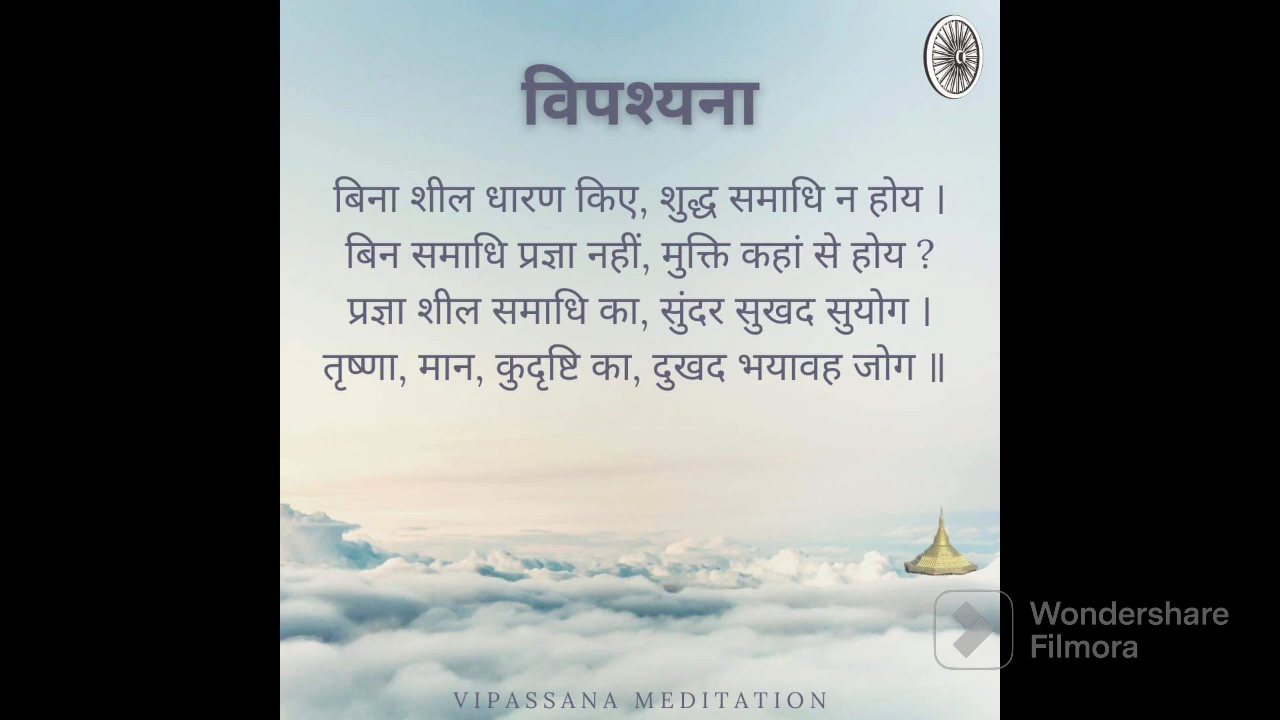 विपश्यना
बिना शील धारण किए, शुद्ध समाधि न होय ।
बिन समाधि प्रज्ञा नहीं, मुक्ति कहां से होय ?
प्रज्ञा शील समाधि का, सुंदर सुखद सुयोग ।
तृष्णा, मान, कुदृष्टि का, दुखद भयावह जोग ॥
Wondershare
Filmora
VIPASSANA MEDITATION